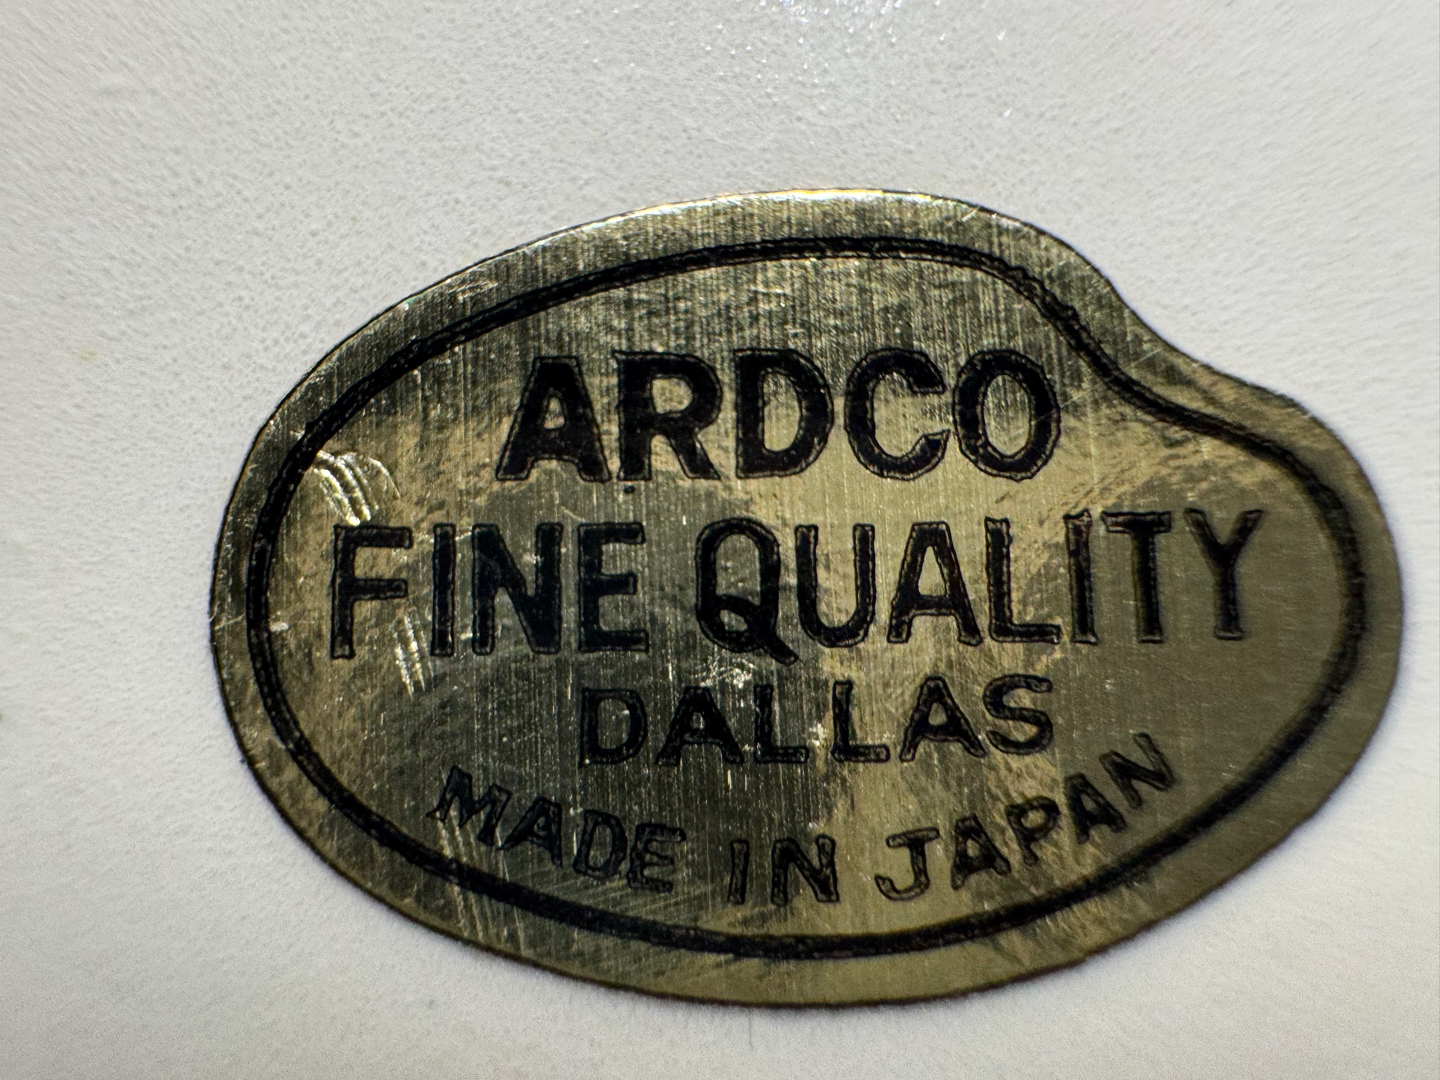 ARDCO
FINE QUALITY
DALLAS
MADE IN JAPAN